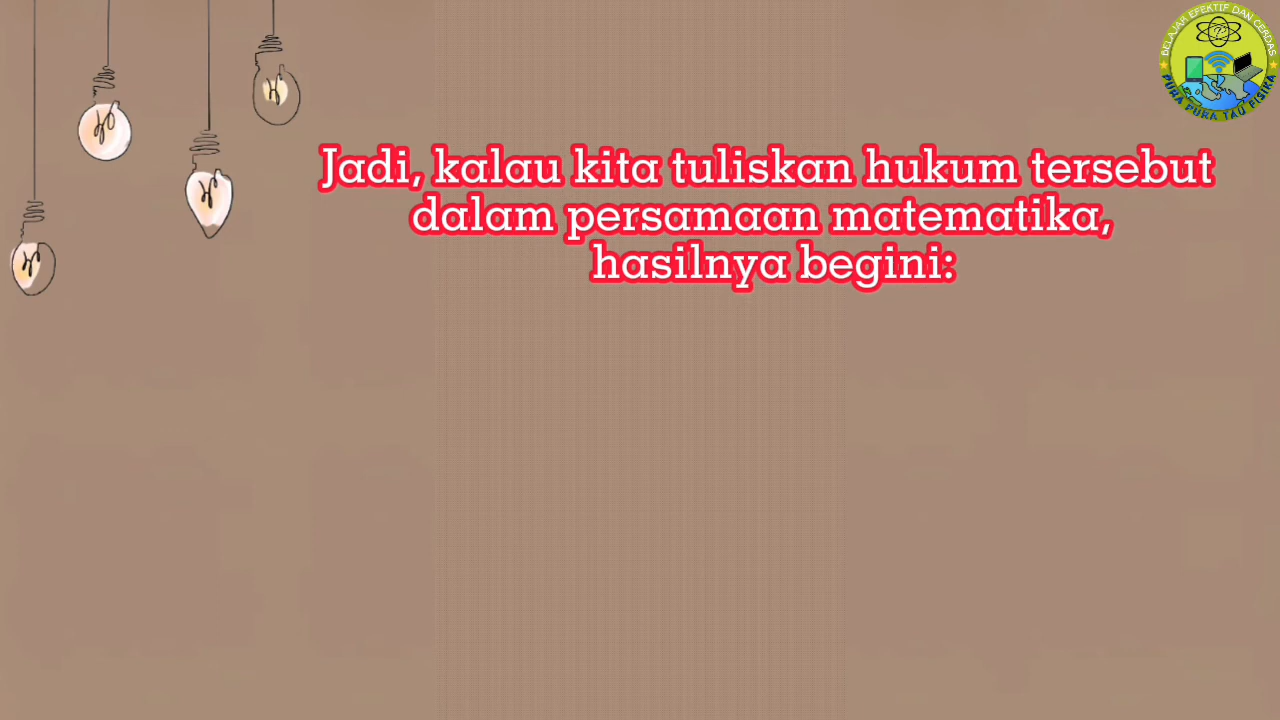 BELAJAR EFEKTIF DAN CERDAS
PURA PURA TAU FISIKA
Jadi, kalau kita tuliskan hukum tersebut
dalam persamaan matematika,
hasilnya begini: